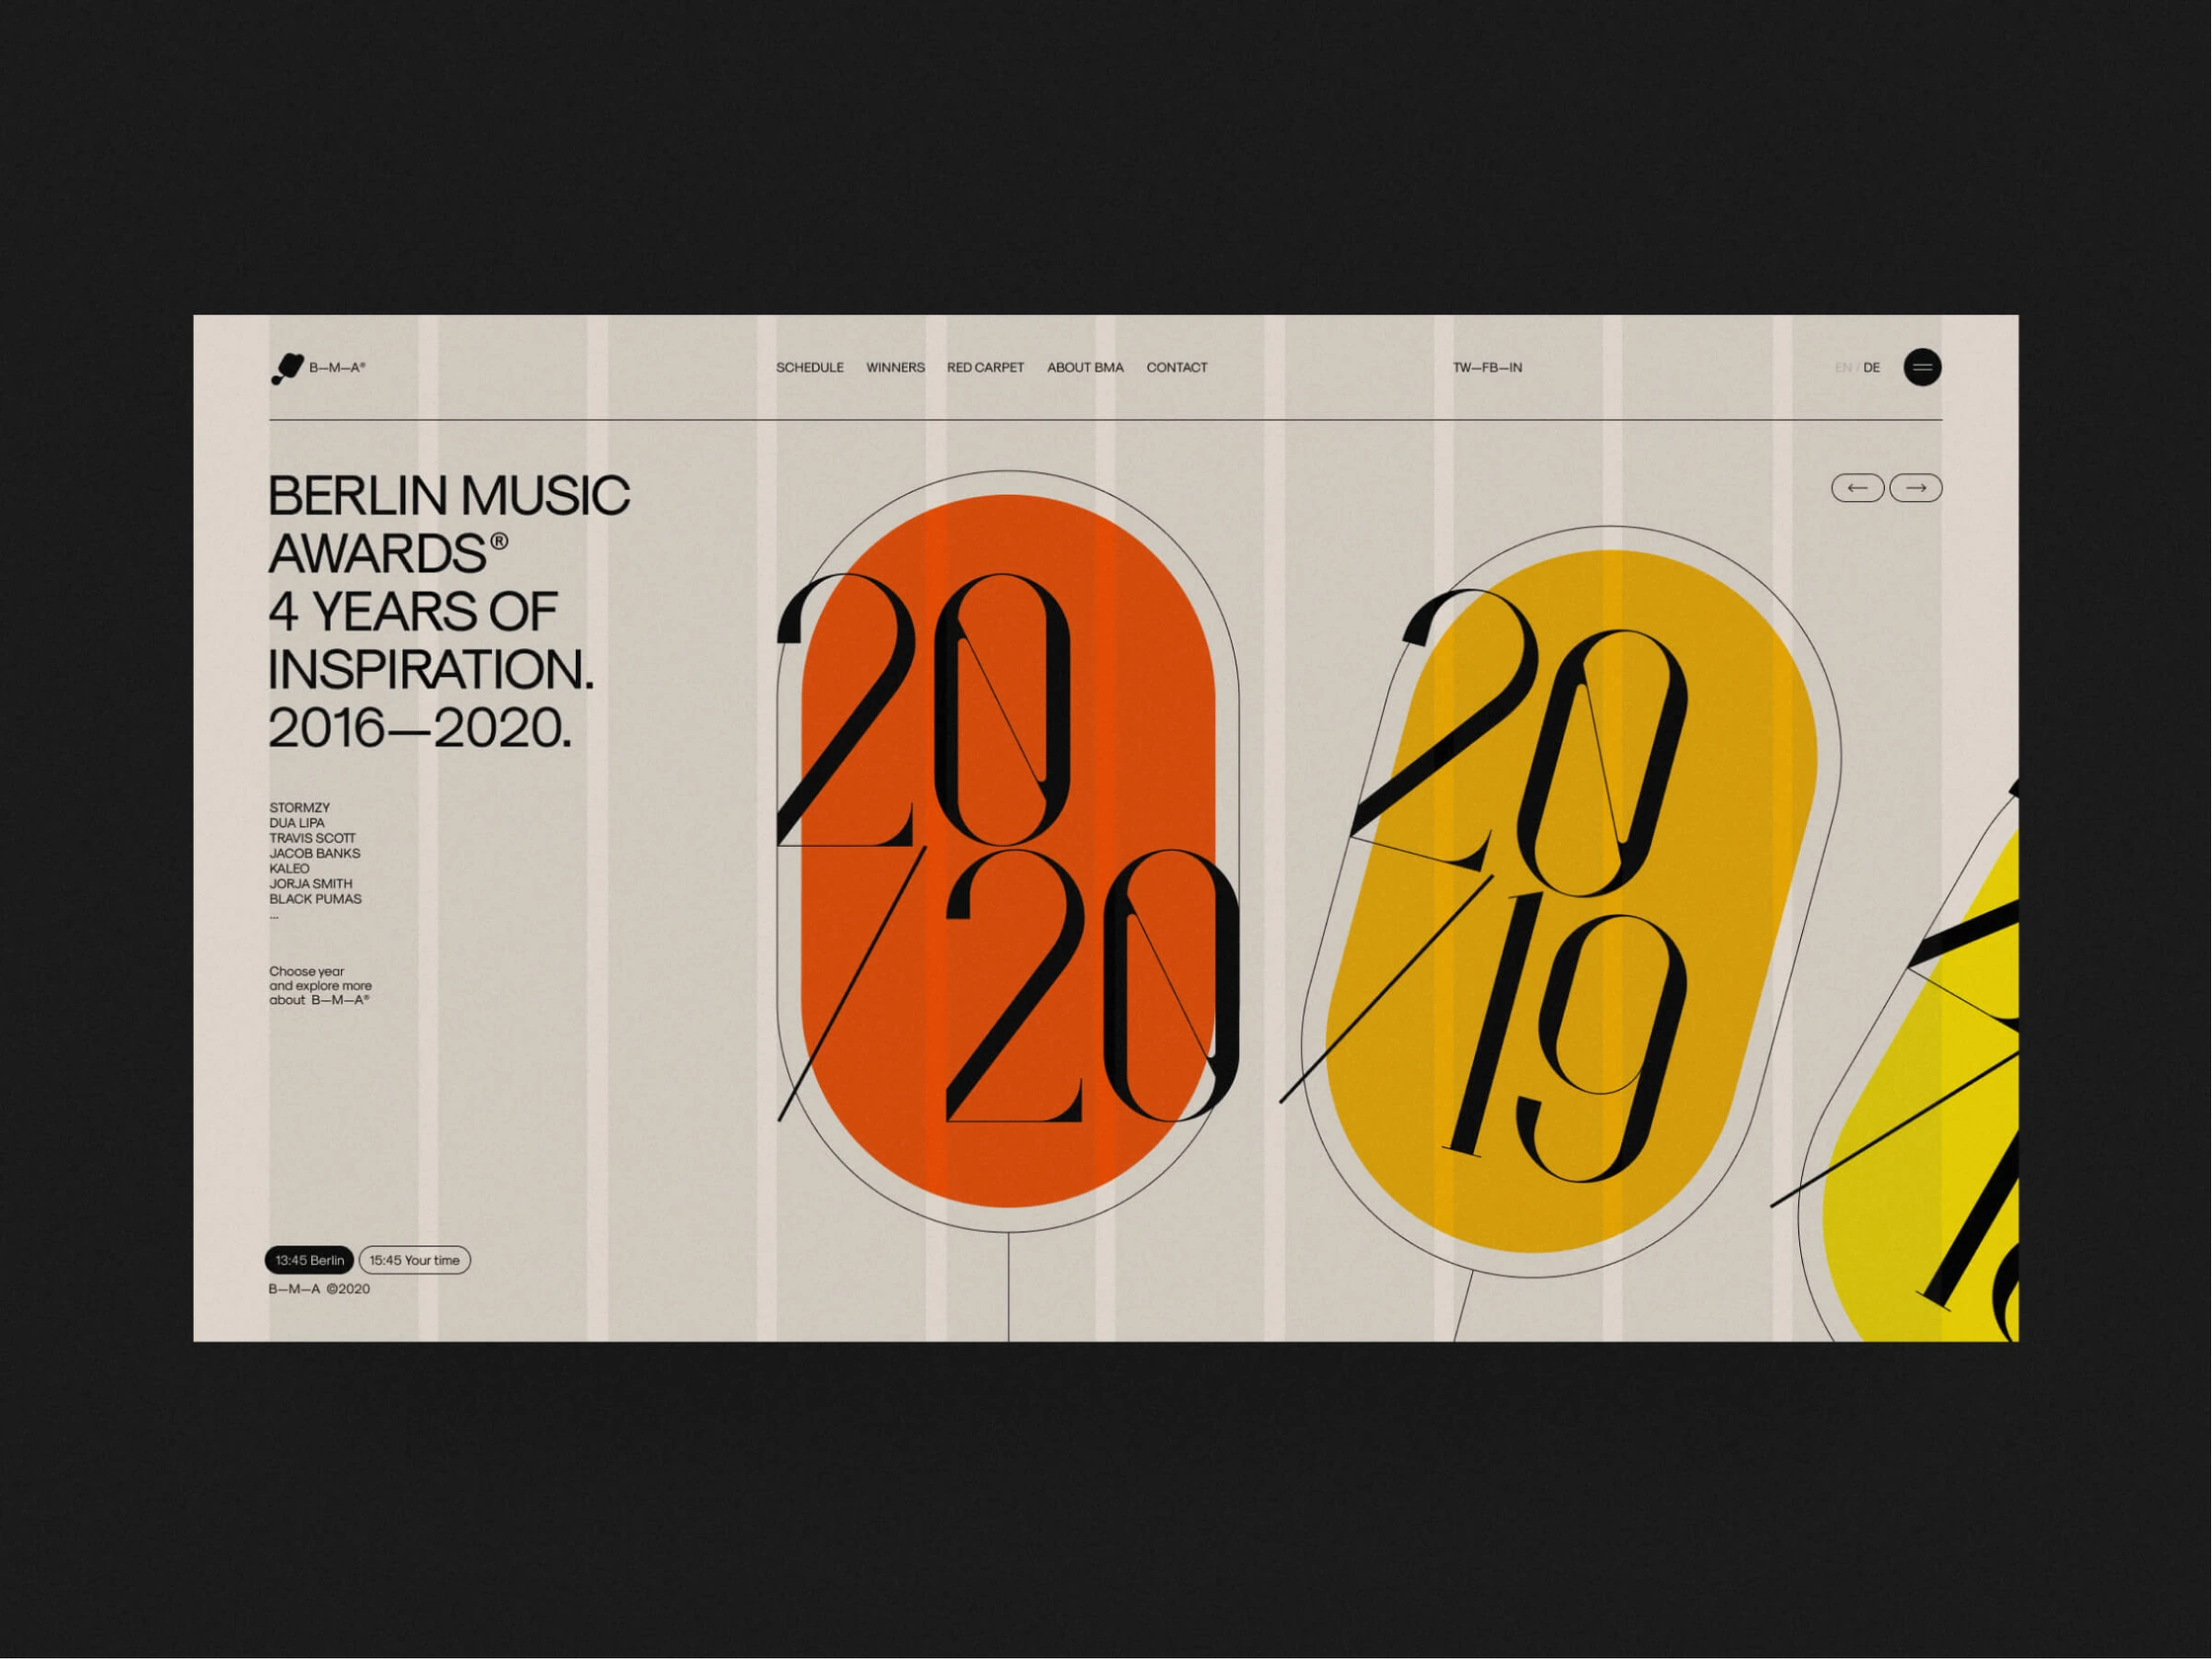 B—M—A®
SCHEDULE WINNERS RED CARPET ABOUT BMA CONTACT
TW—FB—IN
EN / DE
BERLIN MUSIC
AWARDS®
4 YEARS OF
INSPIRATION.
2016—2020.
STORMZY
DUA LIPA
TRAVIS SCOTT
JACOB BANKS
KALEO
JORJA SMITH
BLACK PUMAS
...
Choose year
and explore more
about B—M—A®
13:45 Berlin 15:45 Your time
B—M—A ©2020
20
/20
20
/19